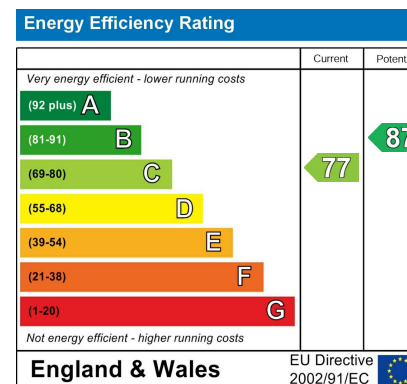 Energy Efficiency Rating
Current Potent
Very energy efficient - lower running costs
(92 plus) A
(81-91) B
87
(69-80) C
77
(55-68) D
(39-54) E
(21-38) F
(1-20) G
Not energy efficient - higher running costs
England & Wales
EU Directive
2002/91/EC